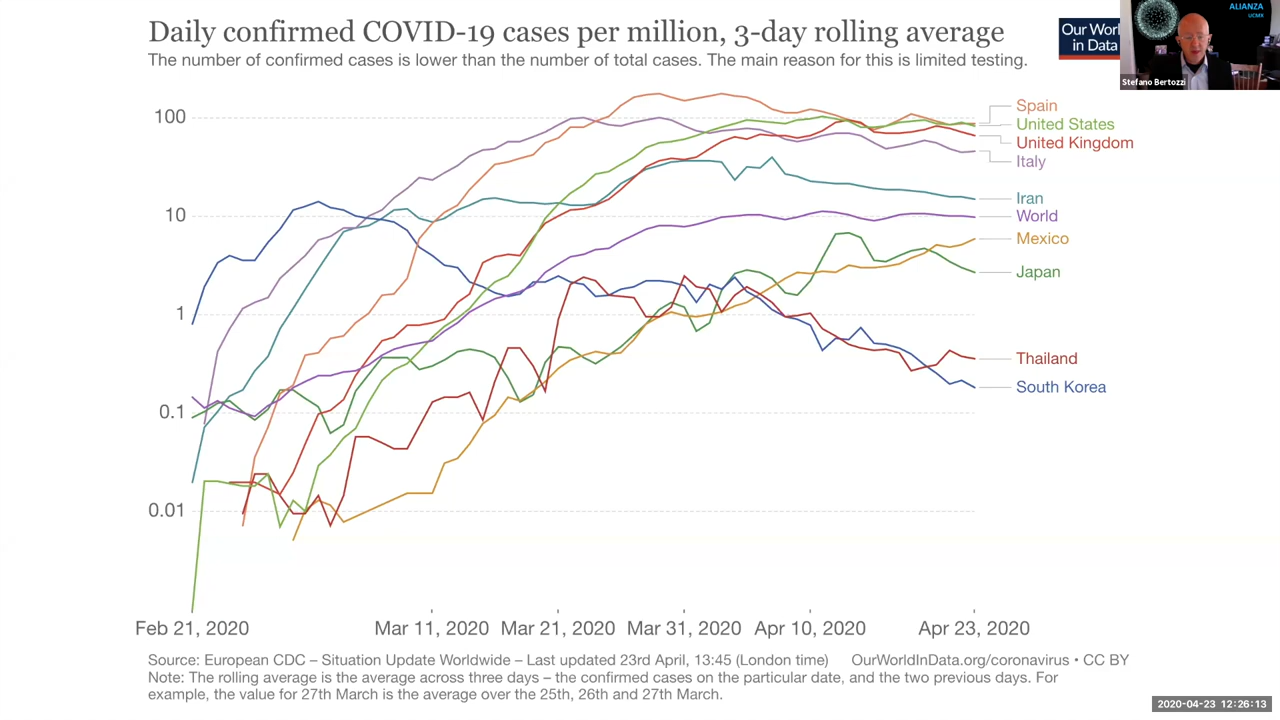 Daily confirmed COVID-19 cases per million, 3-day rolling average
The number of confirmed cases is lower than the number of total cases. The main reason for this is limited testing.
Our Worl
in Data
ALIANZA
UCMX
Stefano Bertozzi
100
10
1
0.1
0.01
Spain
United States
United Kingdom
Italy
Iran
World
Mexico
Japan
Thailand
South Korea
Feb 21, 2020
Mar 11, 2020
Mar 21, 2020
Mar 31, 2020
Apr 10, 2020
Apr 23, 2020
Source: European CDC – Situation Update Worldwide – Last updated 23rd April, 13:45 (London time)
OurWorldInData.org/coronavirus • CC BY
Note: The rolling average is the average across three days – the confirmed cases on the particular date, and the two previous days. For
example, the value for 27th March is the average over the 25th, 26th and 27th March.
2020-04-23 12:26:13